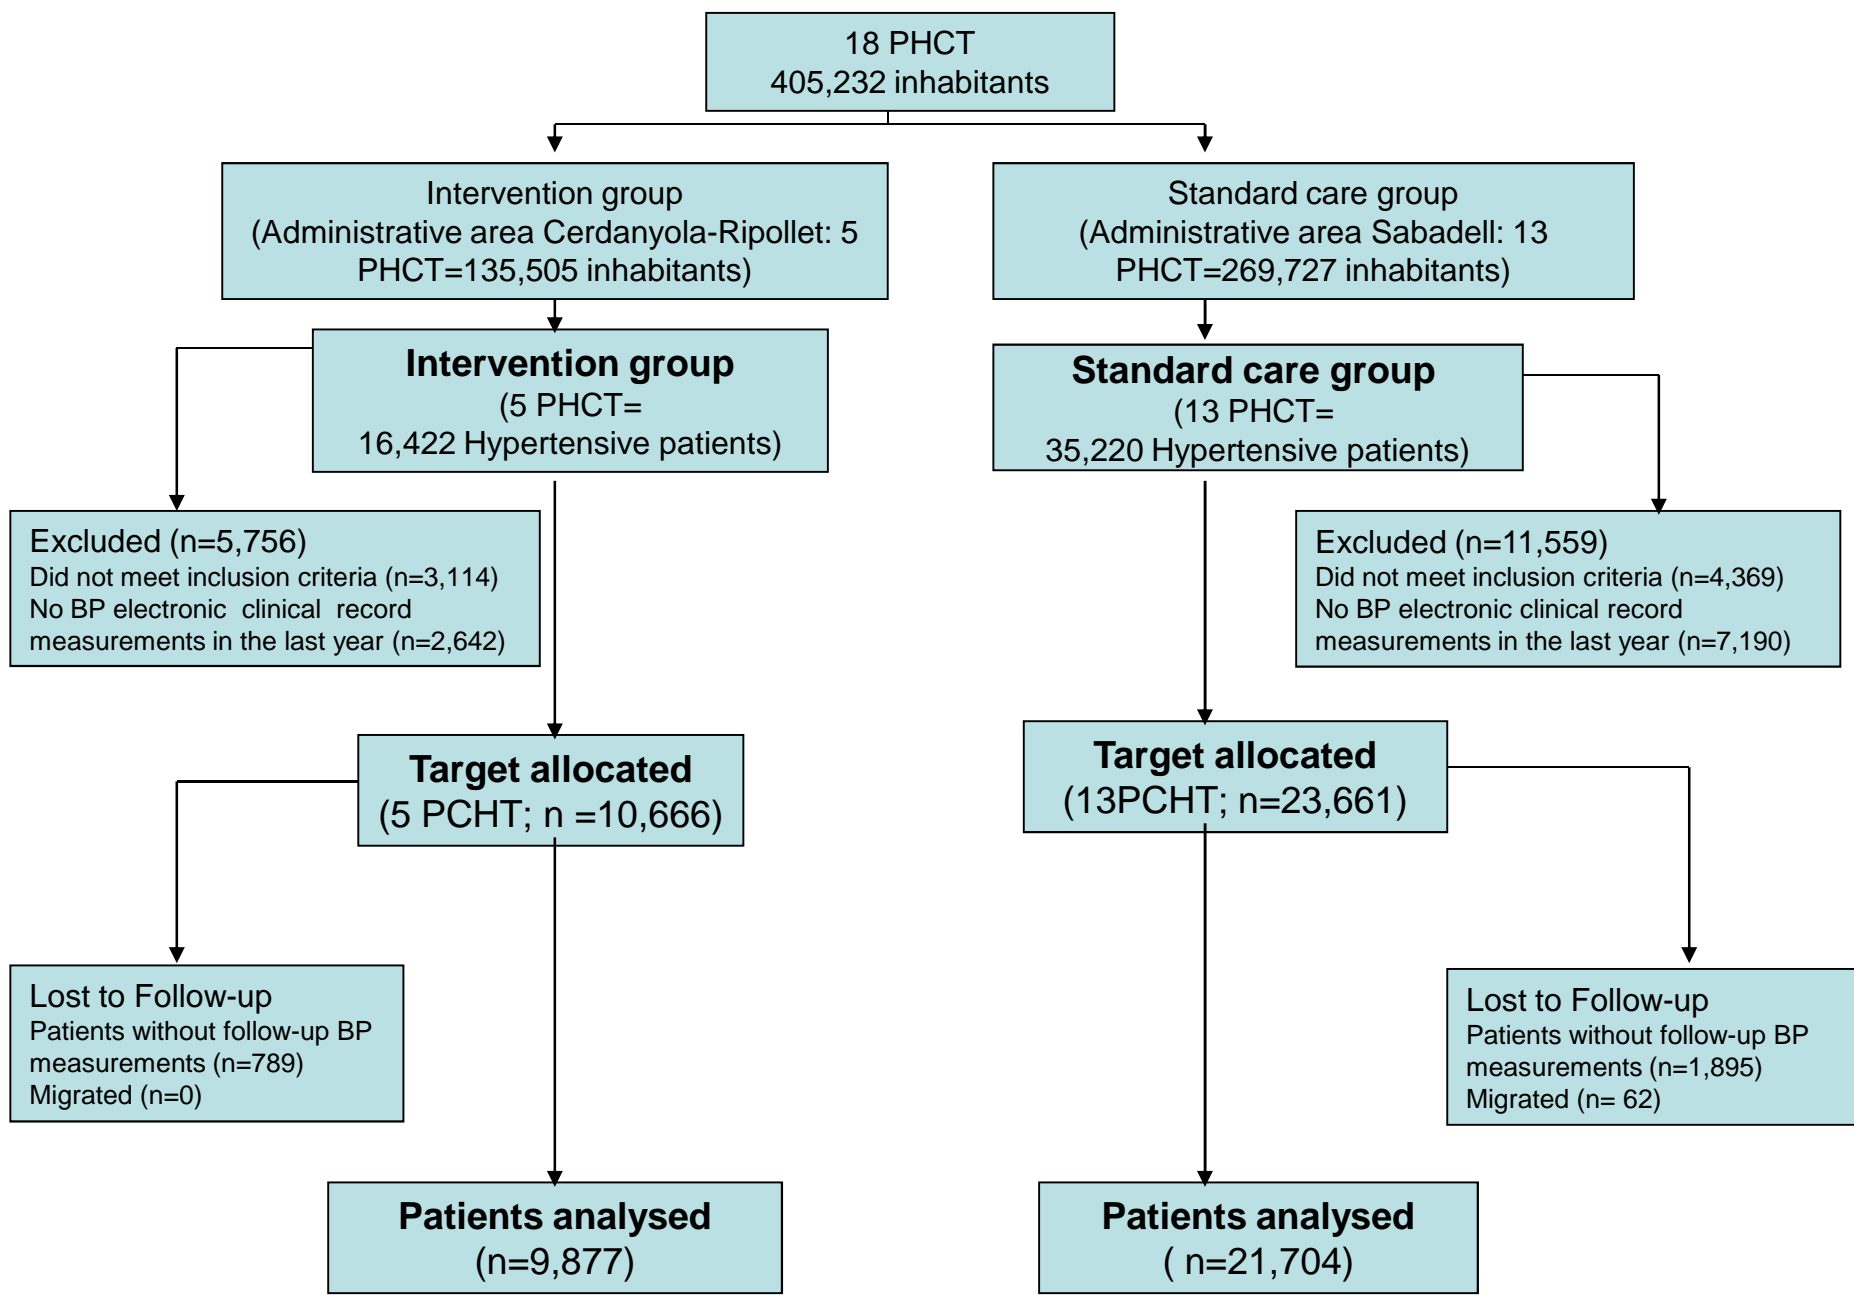 18 PHCT
405,232 inhabitants
Intervention group
(Administrative area Cerdanyola-Ripollet: 5
PHCT=135,505 inhabitants)
Standard care group
(Administrative area Sabadell: 13
PHCT=269,727 inhabitants)
Intervention group
(5 PHCT=
16,422 Hypertensive patients)
Standard care group
(13 PHCT=
35,220 Hypertensive patients)
Excluded (n=5,756)
Did not meet inclusion criteria (n=3,114)
No BP electronic clinical record
measurements in the last year (n=2,642)
Excluded (n=11,559)
Did not meet inclusion criteria (n=4,369)
No BP electronic clinical record
measurements in the last year (n=7,190)
Target allocated
(5 PCHT; n =10,666)
Target allocated
(13PCHT; n=23,661)
Lost to Follow-up
Patients without follow-up BP
measurements (n=789)
Migrated (n=0)
Lost to Follow-up
Patients without follow-up BP
measurements (n=1,895)
Migrated (n= 62)
Patients analysed
(n=9,877)
Patients analysed
( n=21,704)